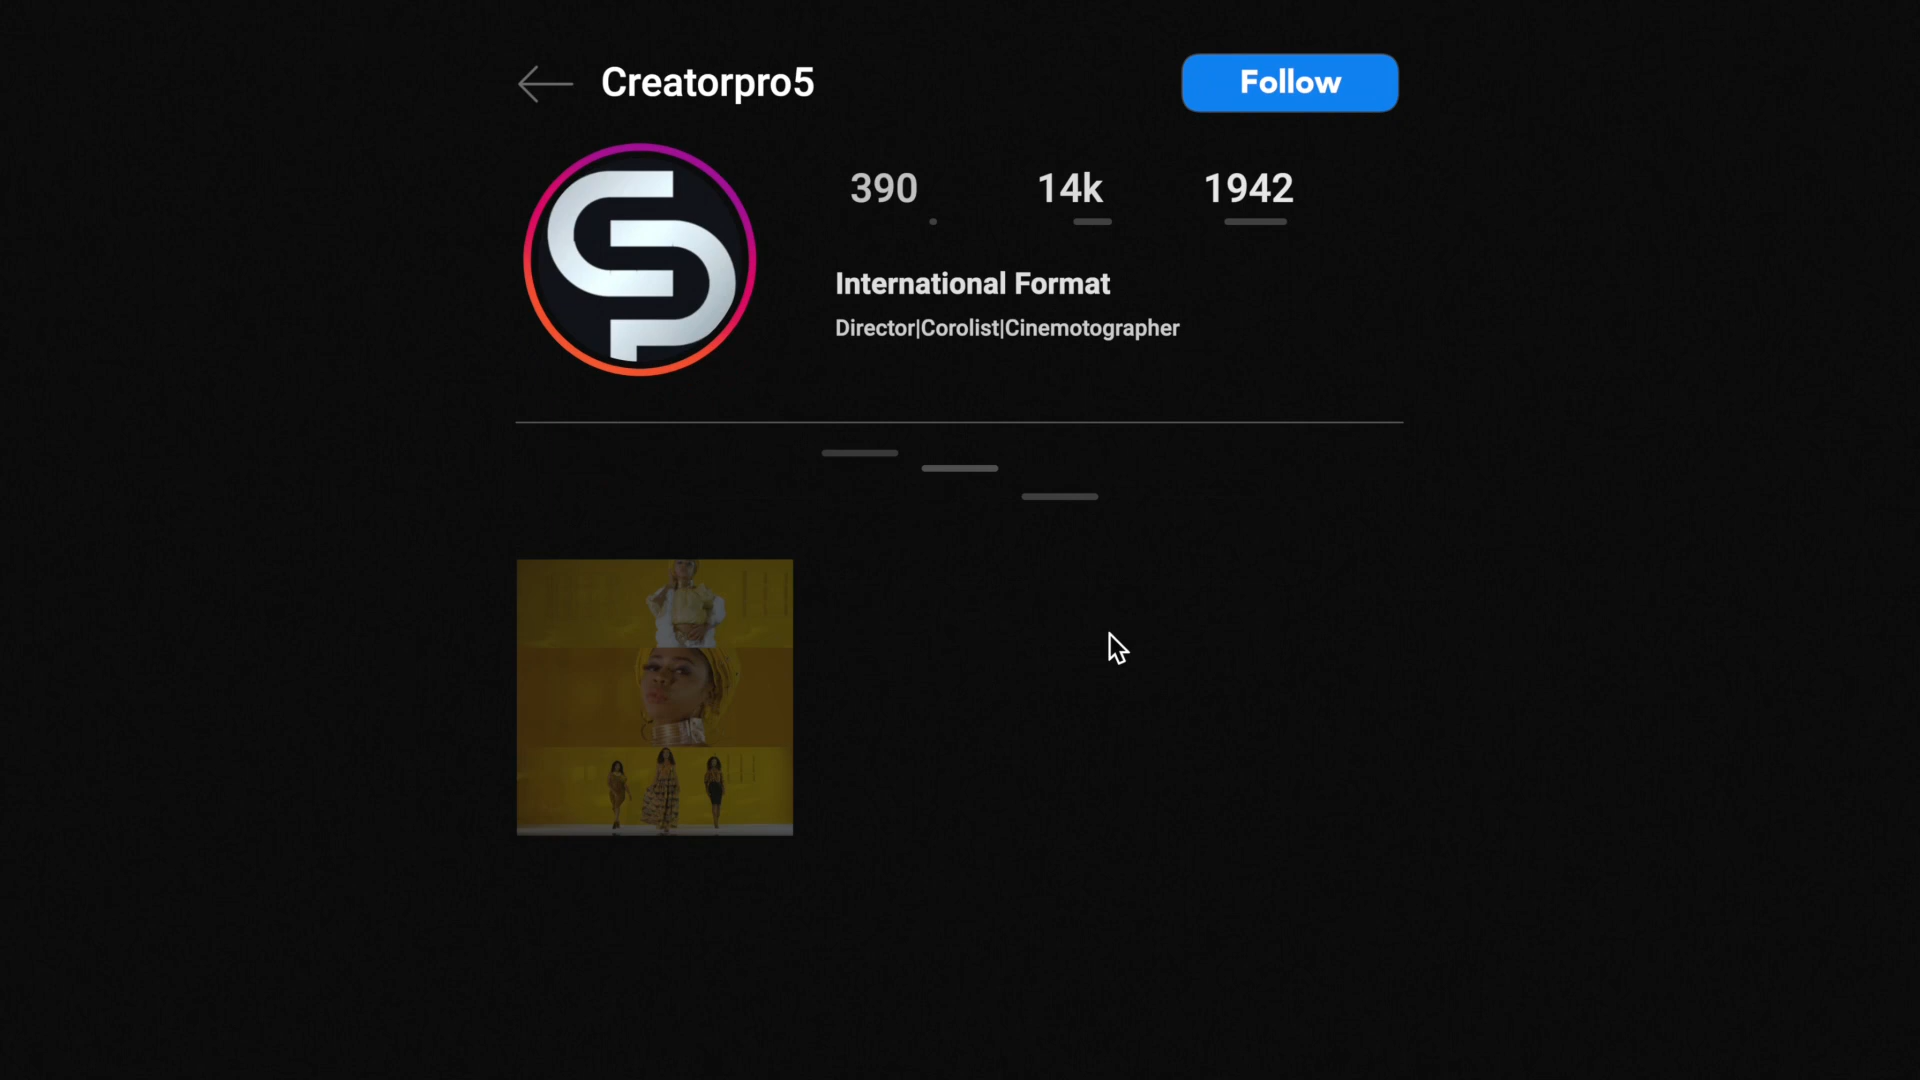 Creatorpro5
Follow
390
14k
1942
International Format
Director|Corolist|Cinemotographer